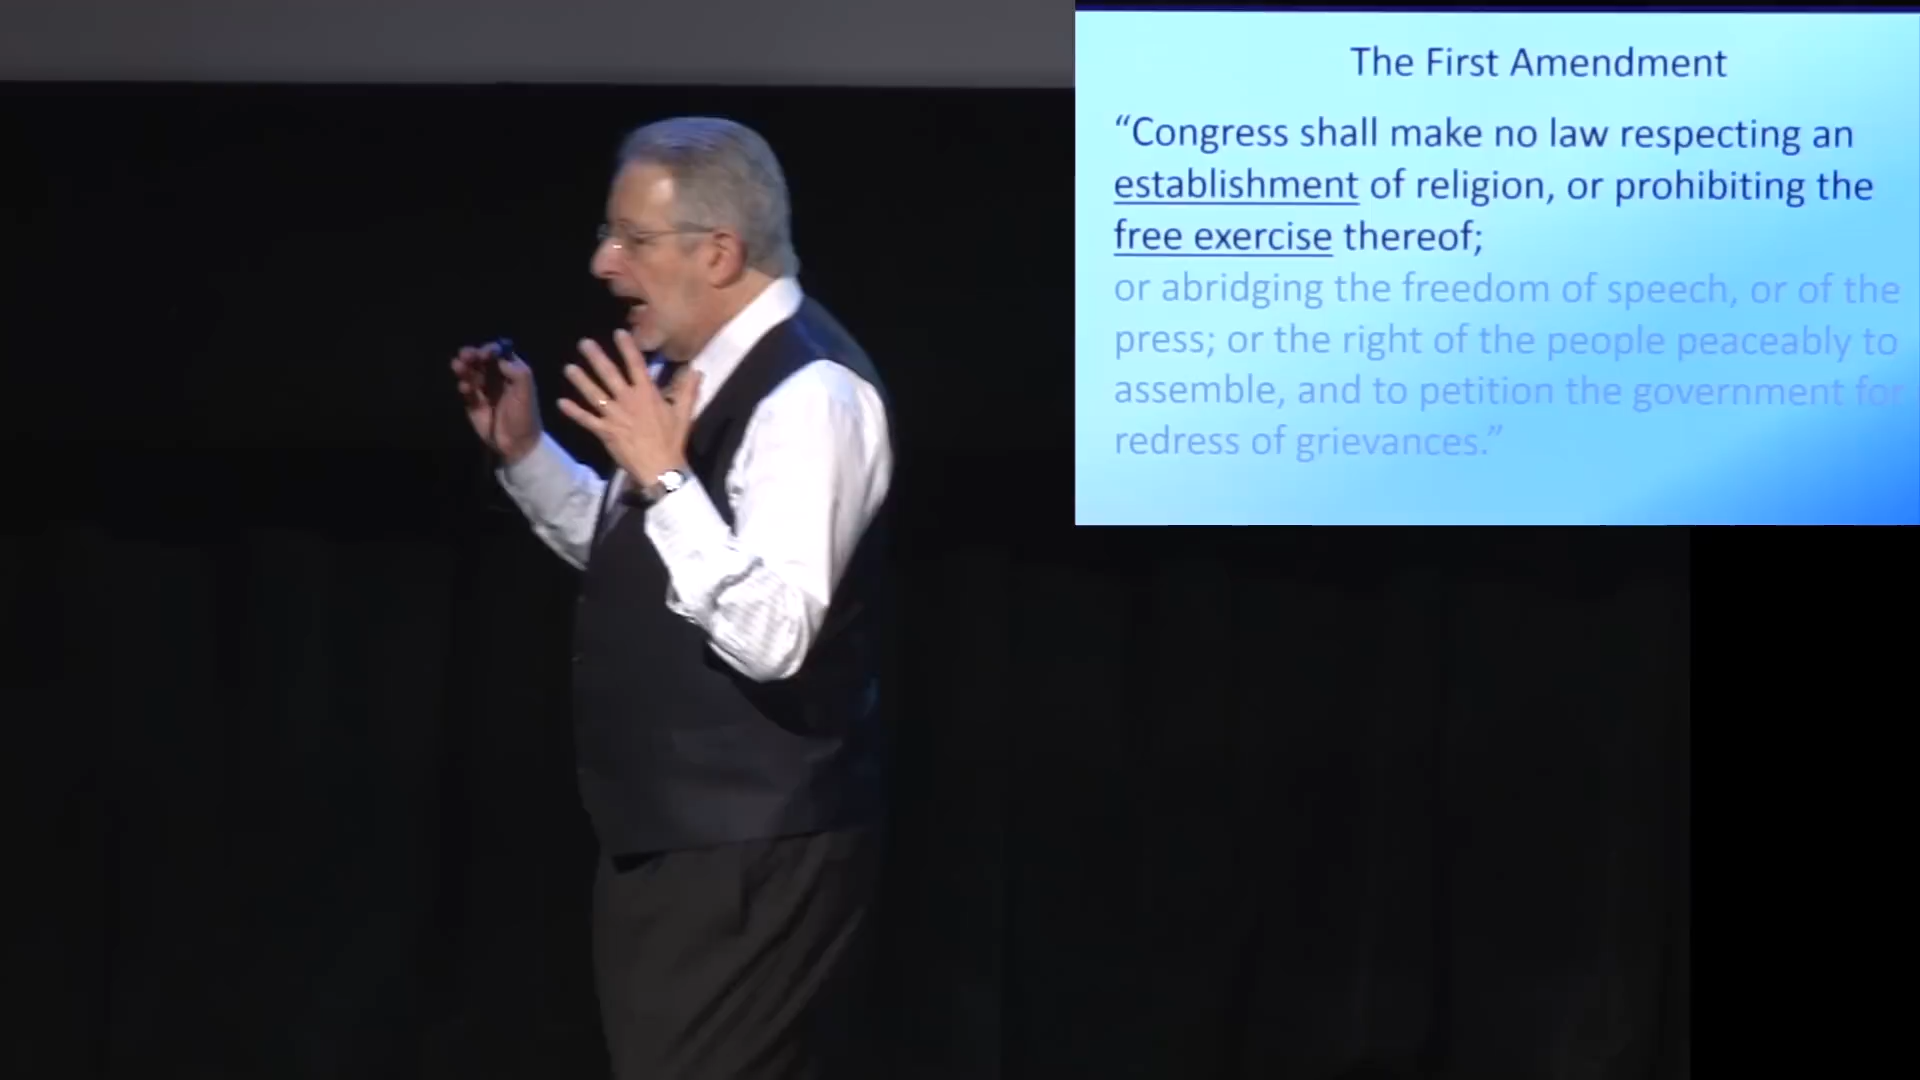 The First Amendment
“Congress shall make no law respecting an
establishment of religion, or prohibiting the
free exercise thereof;
or abridging the freedom of speech, or of the
press; or the right of the people peaceably to
assemble, and to petition the government for
redress of grievances.”